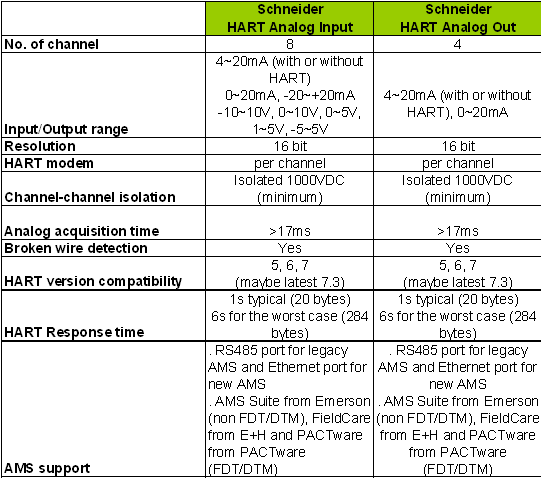 Schneider
HART Analog Input
Schneider
HART Analog Out
No. of channel
8
4
4~20mA (with or without
HART)
0~20mA, -20~+20mA
-10~10V, 0~10V, 0~5V,
1~5V, -5~5V
4~20mA (with or without
HART), 0~20mA
Input/Output range
Resolution
16 bit
16 bit
HART modem
per channel
per channel
Channel-channel isolation
Isolated 1000VDC
(minimum)
Isolated 1000VDC
(minimum)
Analog acquisition time
>17ms
>17ms
Broken wire detection
Yes
Yes
HART version compatibility
5, 6, 7
(maybe latest 7.3)
5, 6, 7
(maybe latest 7.3)
HART Response time
1s typical (20 bytes)
6s for the worst case (284
bytes)
1s typical (20 bytes)
6s for the worst case (284
bytes)
AMS support
. RS485 port for legacy
AMS and Ethernet port for
new AMS
. AMS Suite from Emerson
(non FDT/DTM), FieldCare
from E+H and PACTware
from PACTware
(FDT/DTM)
. RS485 port for legacy
AMS and Ethernet port for
new AMS
. AMS Suite from Emerson
(non FDT/DTM), FieldCare
from E+H and PACTware
from PACTware
(FDT/DTM)